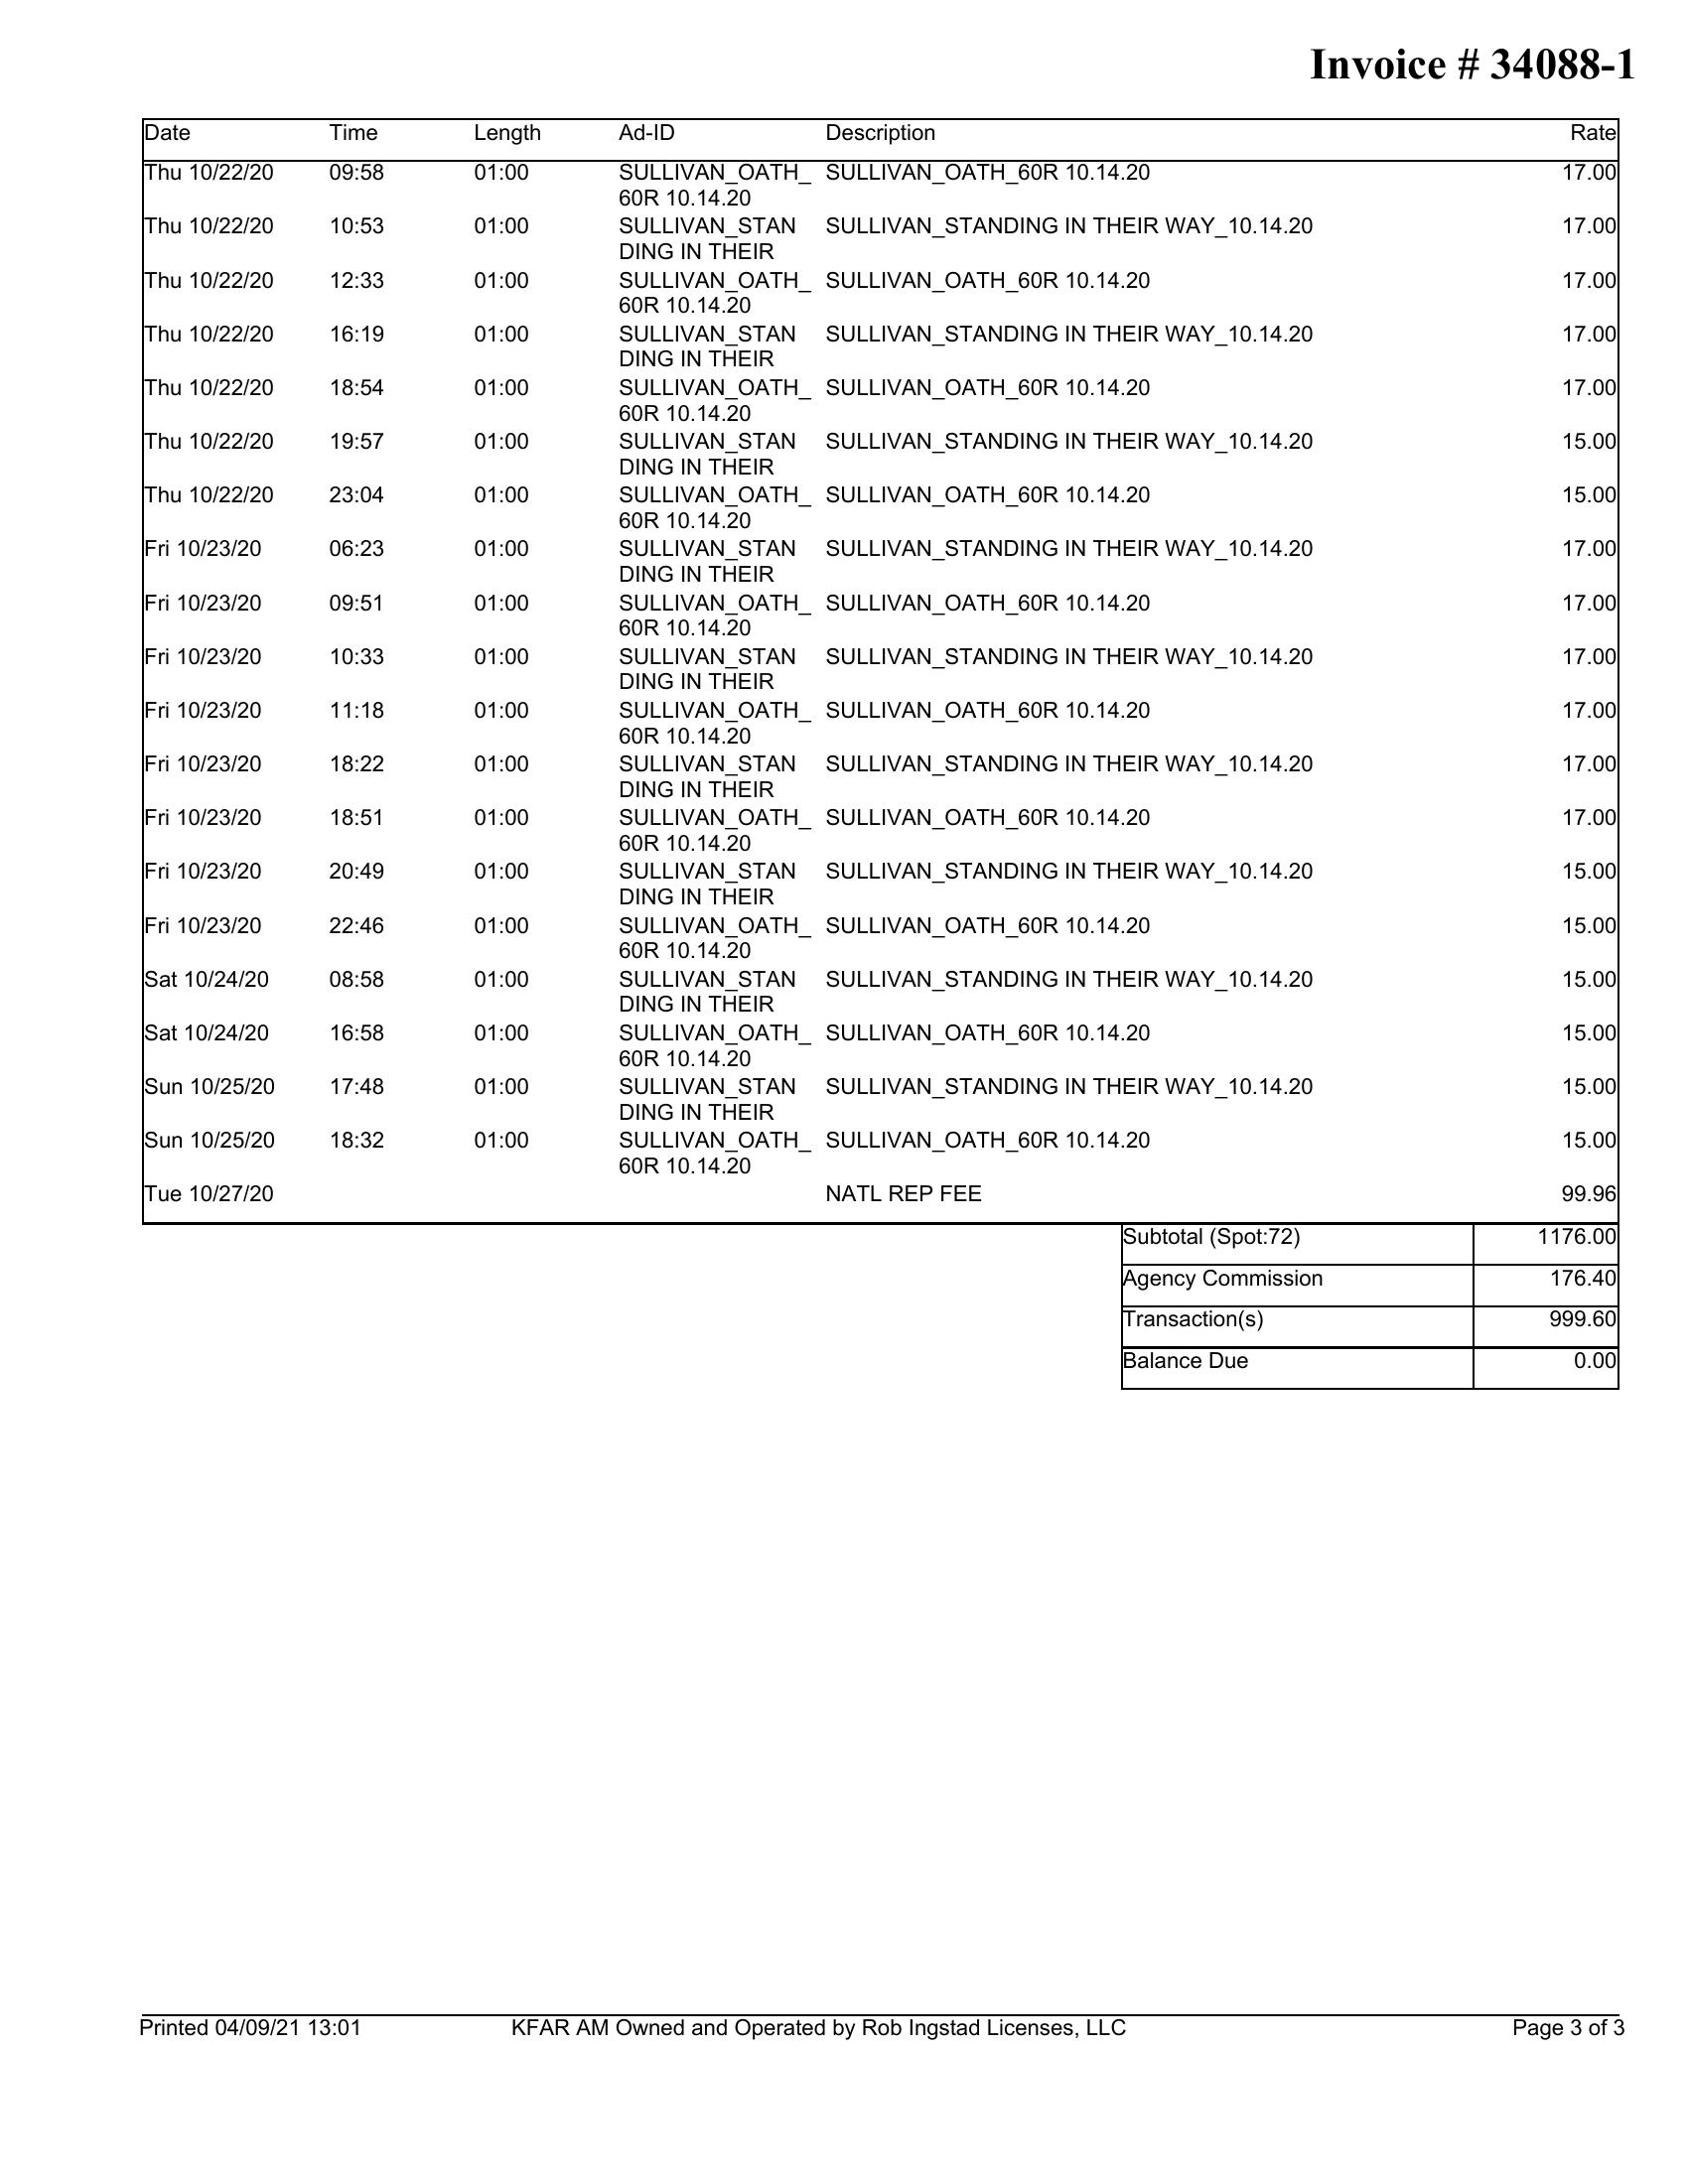 Invoice # 34088-1
Date Time Length Ad-ID Description Rate
Thu 10/22/20 09:58 01:00 SULLIVAN_OATH_ SULLIVAN_OATH_60R 10.14.20 17.00
60R 10.14.20
Thu 10/22/20 10:53 01:00 SULLIVAN_STAN SULLIVAN_STANDING IN THEIR WAY_10.14.20 17.00
DING IN THEIR
Thu 10/22/20 12:33 01:00 SULLIVAN_OATH_ SULLIVAN_OATH_60R 10.14.20 17.00
60R 10.14.20
Thu 10/22/20 16:19 01:00 SULLIVAN_STAN SULLIVAN_STANDING IN THEIR WAY_10.14.20 17.00
DING IN THEIR
Thu 10/22/20 18:54 01:00 SULLIVAN_OATH_ SULLIVAN_OATH_60R 10.14.20 17.00
60R 10.14.20
Thu 10/22/20 19:57 01:00 SULLIVAN_STAN SULLIVAN_STANDING IN THEIR WAY_10.14.20 15.00
DING IN THEIR
Thu 10/22/20 23:04 01:00 SULLIVAN_OATH_ SULLIVAN_OATH_60R 10.14.20 15.00
60R 10.14.20
Fri 10/23/20 06:23 01:00 SULLIVAN_STAN SULLIVAN_STANDING IN THEIR WAY_10.14.20 17.00
DING IN THEIR
Fri 10/23/20 09:51 01:00 SULLIVAN_OATH_ SULLIVAN_OATH_60R 10.14.20 17.00
60R 10.14.20
Fri 10/23/20 10:33 01:00 SULLIVAN_STAN SULLIVAN_STANDING IN THEIR WAY_10.14.20 17.00
DING IN THEIR
Fri 10/23/20 11:18 01:00 SULLIVAN_OATH_ SULLIVAN_OATH_60R 10.14.20 17.00
60R 10.14.20
Fri 10/23/20 18:22 01:00 SULLIVAN_STAN SULLIVAN_STANDING IN THEIR WAY_10.14.20 17.00
DING IN THEIR
Fri 10/23/20 18:51 01:00 SULLIVAN_OATH_ SULLIVAN_OATH_60R 10.14.20 17.00
60R 10.14.20
Fri 10/23/20 20:49 01:00 SULLIVAN_STAN SULLIVAN_STANDING IN THEIR WAY_10.14.20 15.00
DING IN THEIR
Fri 10/23/20 22:46 01:00 SULLIVAN_OATH_ SULLIVAN_OATH_60R 10.14.20 15.00
60R 10.14.20
Sat 10/24/20 08:58 01:00 SULLIVAN_STAN SULLIVAN_STANDING IN THEIR WAY_10.14.20 15.00
DING IN THEIR
Sat 10/24/20 16:58 01:00 SULLIVAN_OATH_ SULLIVAN_OATH_60R 10.14.20 15.00
60R 10.14.20
Sun 10/25/20 17:48 01:00 SULLIVAN_STAN SULLIVAN_STANDING IN THEIR WAY_10.14.20 15.00
DING IN THEIR
Sun 10/25/20 18:32 01:00 SULLIVAN_OATH_ SULLIVAN_OATH_60R 10.14.20 15.00
60R 10.14.20
Tue 10/27/20 NATL REP FEE 99.96
Subtotal (Spot:72) 1176.00
Agency Commission 176.40
Transaction(s) 999.60
Balance Due 0.00
Printed 04/09/21 13:01 KFAR AM Owned and Operated by Rob Ingstad Licenses, LLC Page 3 of 3